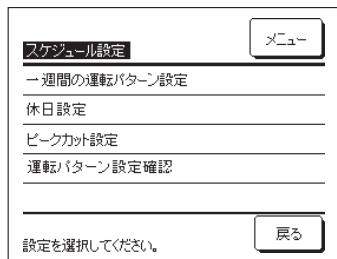 スケジュール設定
メニュー
一週間の運転パターン設定
休日設定
ピークカット設定
運転パターン設定確認
設定を選択してください。
戻る